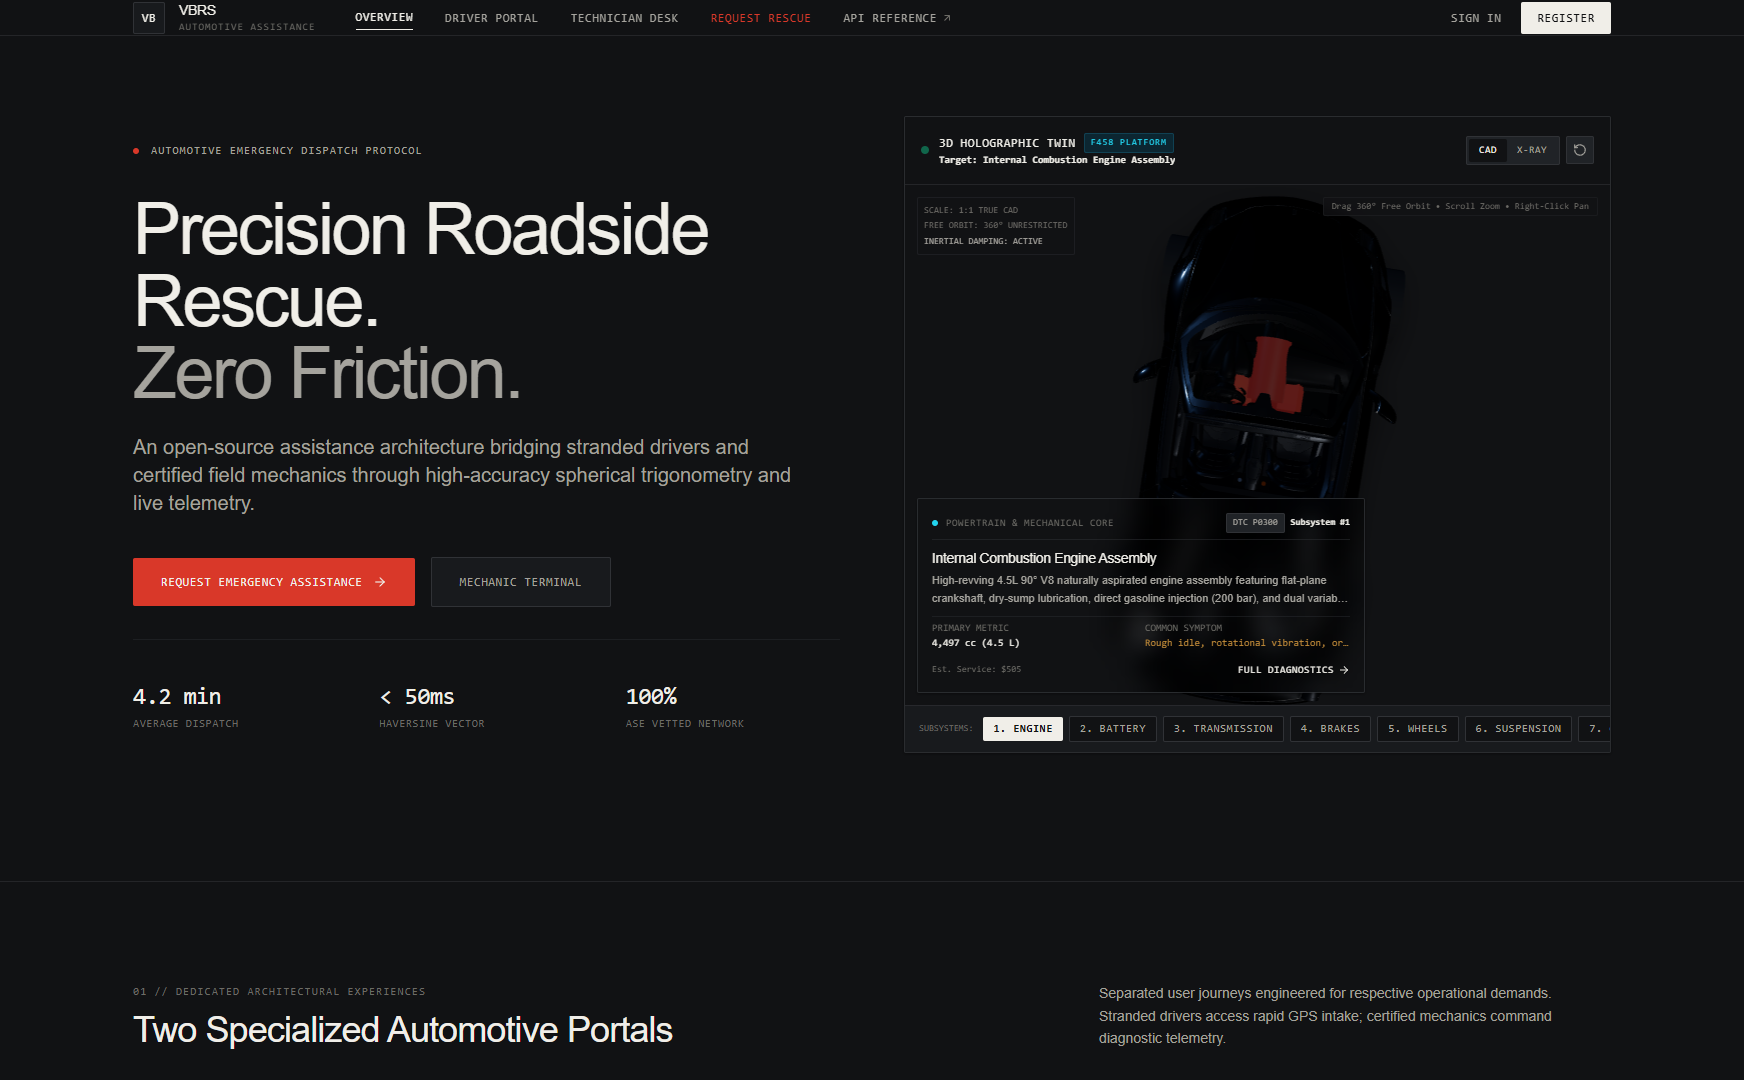 VB
VBRS
AUTOMOTIVE ASSISTANCE
OVERVIEW
DRIVER PORTAL
TECHNICIAN DESK
REQUEST RESCUE
API REFERENCE ↗
SIGN IN
REGISTER
AUTOMOTIVE EMERGENCY DISPATCH PROTOCOL
Precision Roadside
Rescue.
Zero Friction.
An open-source assistance architecture bridging stranded drivers and
certified field mechanics through high-accuracy spherical trigonometry and
live telemetry.
REQUEST EMERGENCY ASSISTANCE →
MECHANIC TERMINAL
4.2 min
AVERAGE DISPATCH
< 50ms
HAVERSINE VECTOR
100%
ASE VETTED NETWORK
3D HOLOGRAPHIC TWIN
F458 PLATFORM
Target: Internal Combustion Engine Assembly
CAD
X-RAY
SCALE: 1:1 TRUE CAD
FREE ORBIT: 360° UNRESTRICTED
INERTIAL DAMPING: ACTIVE
Drag 360° Free Orbit • Scroll Zoom • Right-Click Pan
POWERTRAIN & MECHANICAL CORE
DTC P0300
Subsystem #1
Internal Combustion Engine Assembly
High-revving 4.5L 90° V8 naturally aspirated engine assembly featuring flat-plane
crankshaft, dry-sump lubrication, direct gasoline injection (200 bar), and dual variab…
PRIMARY METRIC
4,497 cc (4.5 L)
COMMON SYMPTOM
Rough idle, rotational vibration, or…
Est. Service: $505
FULL DIAGNOSTICS →
SUBSYSTEMS:
1. ENGINE
2. BATTERY
3. TRANSMISSION
4. BRAKES
5. WHEELS
6. SUSPENSION
7.
01 // DEDICATED ARCHITECTURAL EXPERIENCES
Two Specialized Automotive Portals
Separated user journeys engineered for respective operational demands.
Stranded drivers access rapid GPS intake; certified mechanics command
diagnostic telemetry.